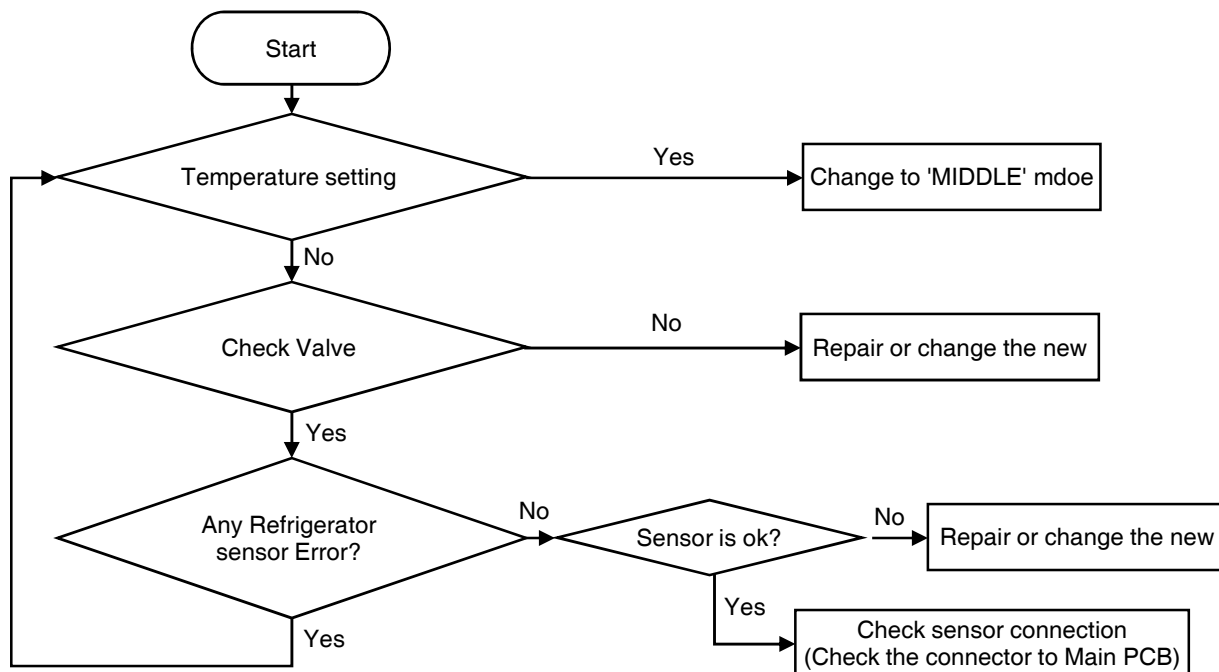 Start
Temperature setting
Yes
Change to 'MIDDLE' mdoe
No
Check Valve
No
Repair or change the new
Yes
Any Refrigerator
sensor Error?
No
Sensor is ok?
No
Repair or change the new
Yes
Check sensor connection
(Check the connector to Main PCB)
Yes